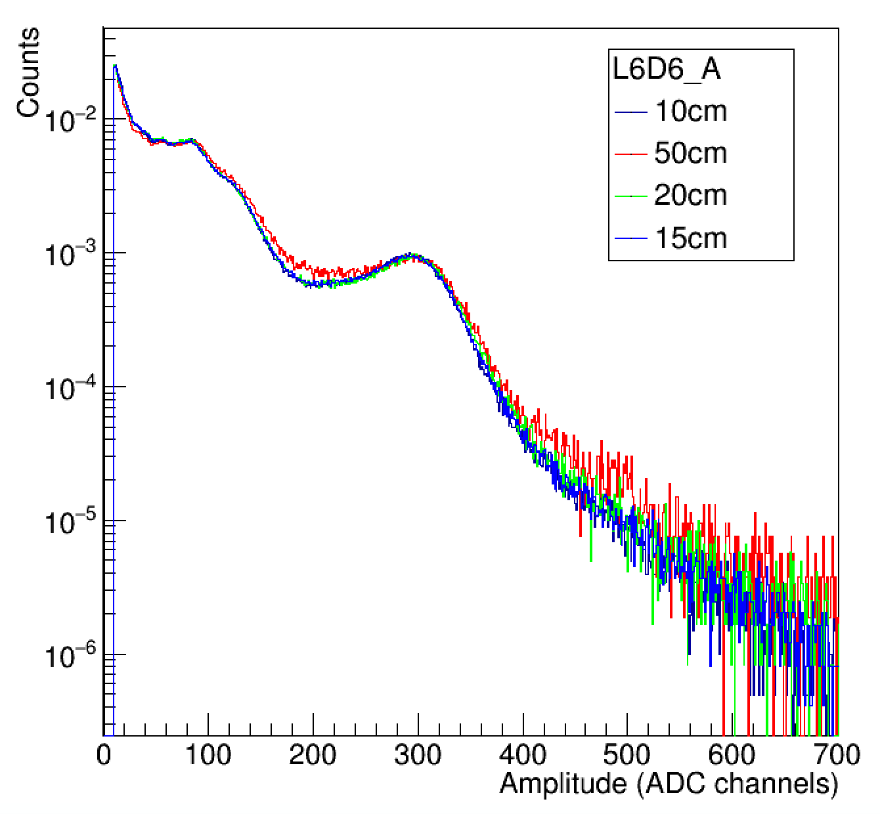 Counts
L6D6_A
10cm
50cm
20cm
15cm
10⁻²
10⁻³
10⁻⁴
10⁻⁵
10⁻⁶
0 100 200 300 400 500 600 700
Amplitude (ADC channels)